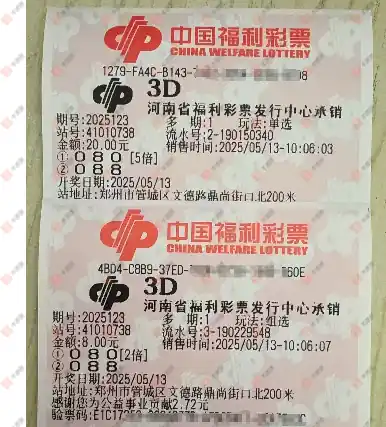 中国福利彩票
CHINA WELFARE LOTTERY
1279-FA4C-B143-
08
3D
河南省福利彩票发行中心承销
期号:2025123
多 期:1 玩法:单选
站号:41010738
流水号:2-190150340
金额:20.00元
销售时间:2025/05/13-10:06:03
① 0 8 0 [5倍]
② 0 8 8
开奖日期:2025/05/13
站地址:郑州市管城区文德路鼎尚街口北200米
中国福利彩票
CHINA WELFARE LOTTERY
4BD4-C8B9-37ED-
60E
3D
河南省福利彩票发行中心承销
期号:2025123
多 期:1 玩法:组选
站号:41010738
流水号:3-190229548
金额:8.00元
销售时间:2025/05/13-10:06:07
① 0 8 0 [2倍]
② 0 8 8
开奖日期:2025/05/13
站地址:郑州市管城区文德路鼎尚街口北200米
感谢您为公益事业贡献2.72元
验票码: